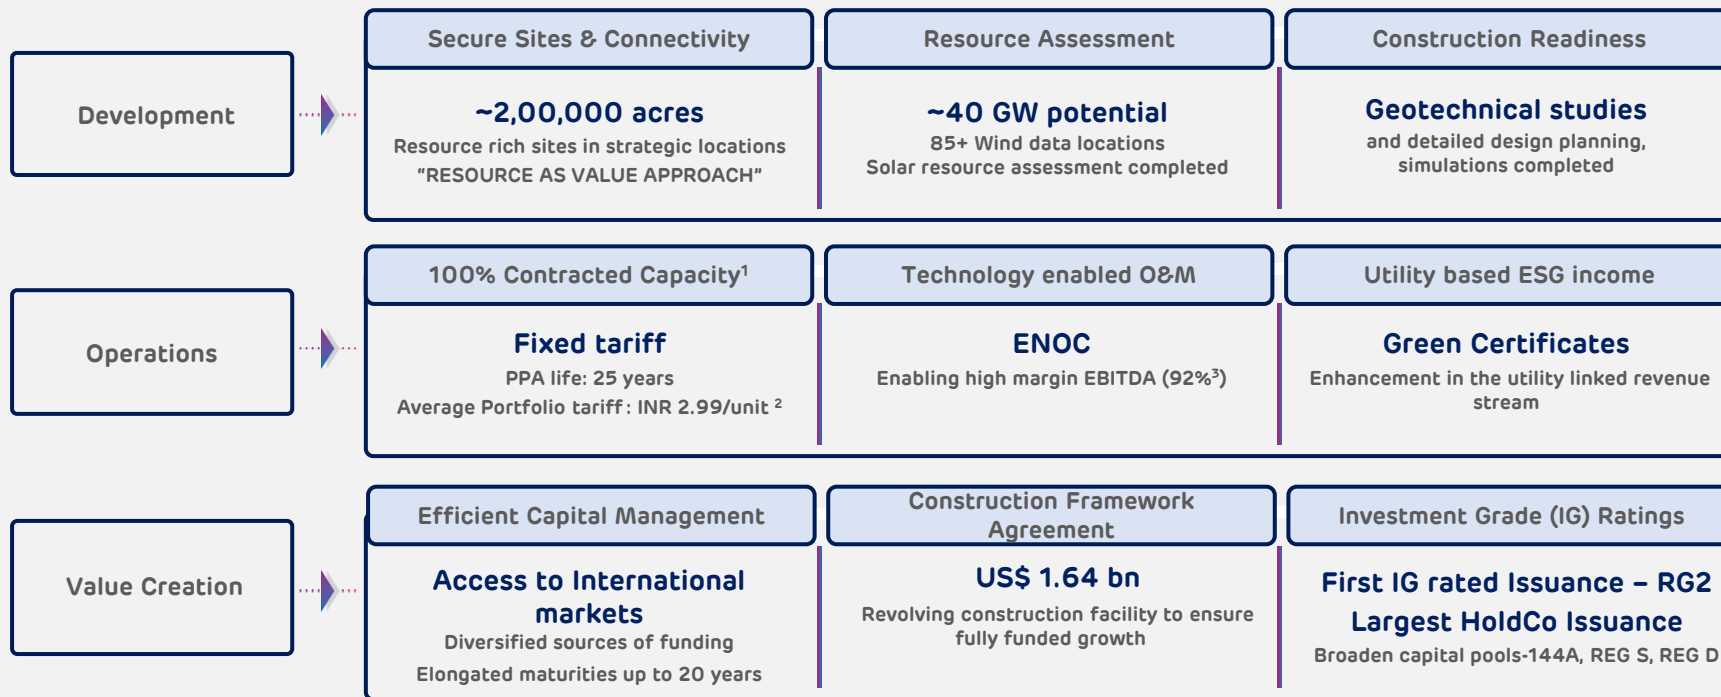 Development
Secure Sites & Connectivity
~2,00,000 acres
Resource rich sites in strategic locations
"RESOURCE AS VALUE APPROACH"
Resource Assessment
~40 GW potential
85+ Wind data locations
Solar resource assessment completed
Construction Readiness
Geotechnical studies
and detailed design planning,
simulations completed
Operations
100% Contracted Capacity¹
Fixed tariff
PPA life: 25 years
Average Portfolio tariff : INR 2.99/unit ²
Technology enabled O&M
ENOC
Enabling high margin EBITDA (92%³)
Utility based ESG income
Green Certificates
Enhancement in the utility linked revenue
stream
Value Creation
Efficient Capital Management
Access to International
markets
Diversified sources of funding
Elongated maturities up to 20 years
Construction Framework
Agreement
US$ 1.64 bn
Revolving construction facility to ensure
fully funded growth
Investment Grade (IG) Ratings
First IG rated Issuance – RG2
Largest HoldCo Issuance
Broaden capital pools-144A, REG S, REG D